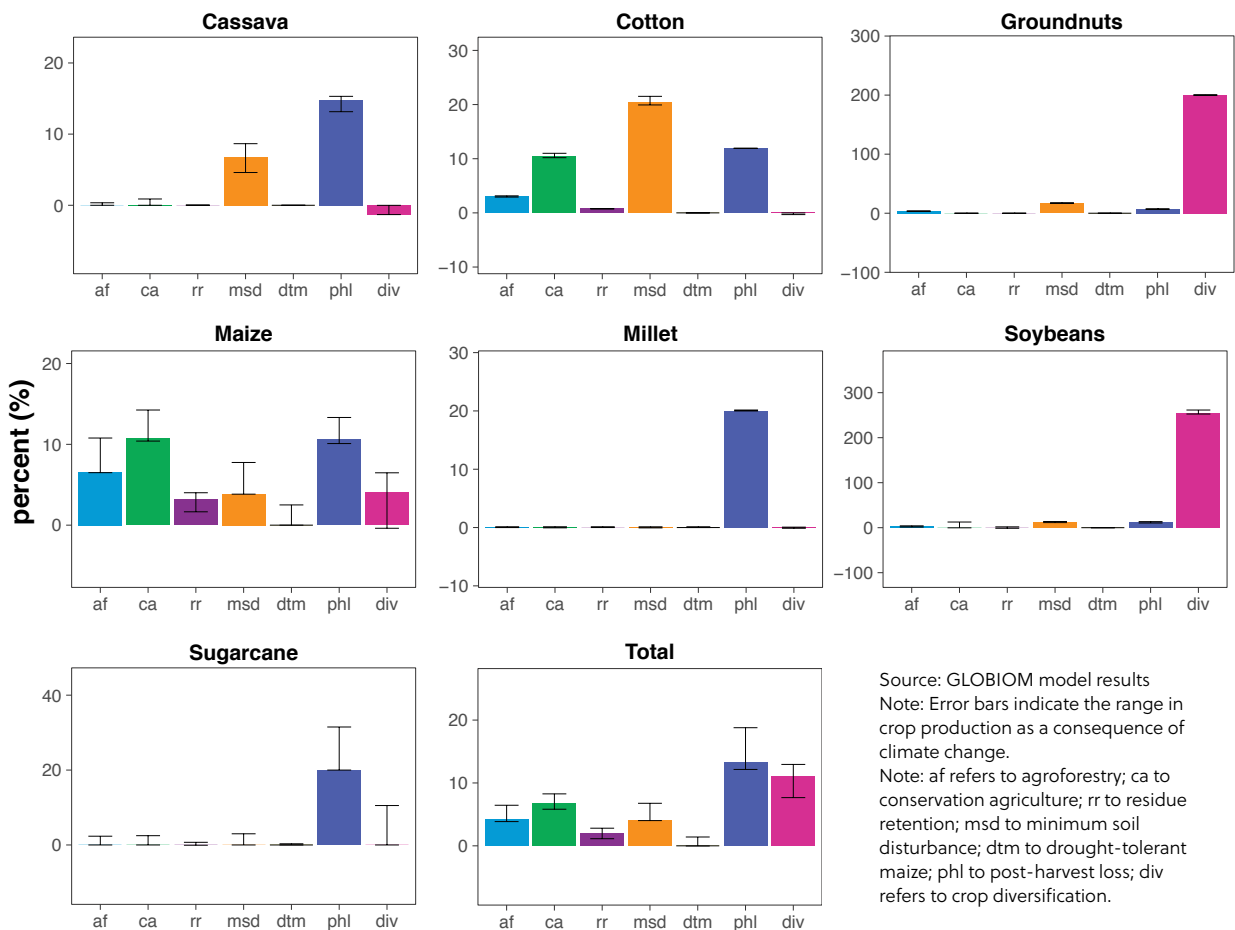 Cassava
20
10
0
af ca rr msd dtm phl div
Cotton
30
20
10
0
−10
af ca rr msd dtm phl div
Groundnuts
300
200
100
0
−100
af ca rr msd dtm phl div
percent (%)
Maize
20
10
0
af ca rr msd dtm phl div
Millet
30
20
10
0
−10
af ca rr msd dtm phl div
Soybeans
300
200
100
0
−100
af ca rr msd dtm phl div
Sugarcane
40
20
0
af ca rr msd dtm phl div
Total
20
10
0
af ca rr msd dtm phl div
Source: GLOBIOM model results
Note: Error bars indicate the range in
crop production as a consequence of
climate change.
Note: af refers to agroforestry; ca to
conservation agriculture; rr to residue
retention; msd to minimum soil
disturbance; dtm to drought-tolerant
maize; phl to post-harvest loss; div
refers to crop diversification.